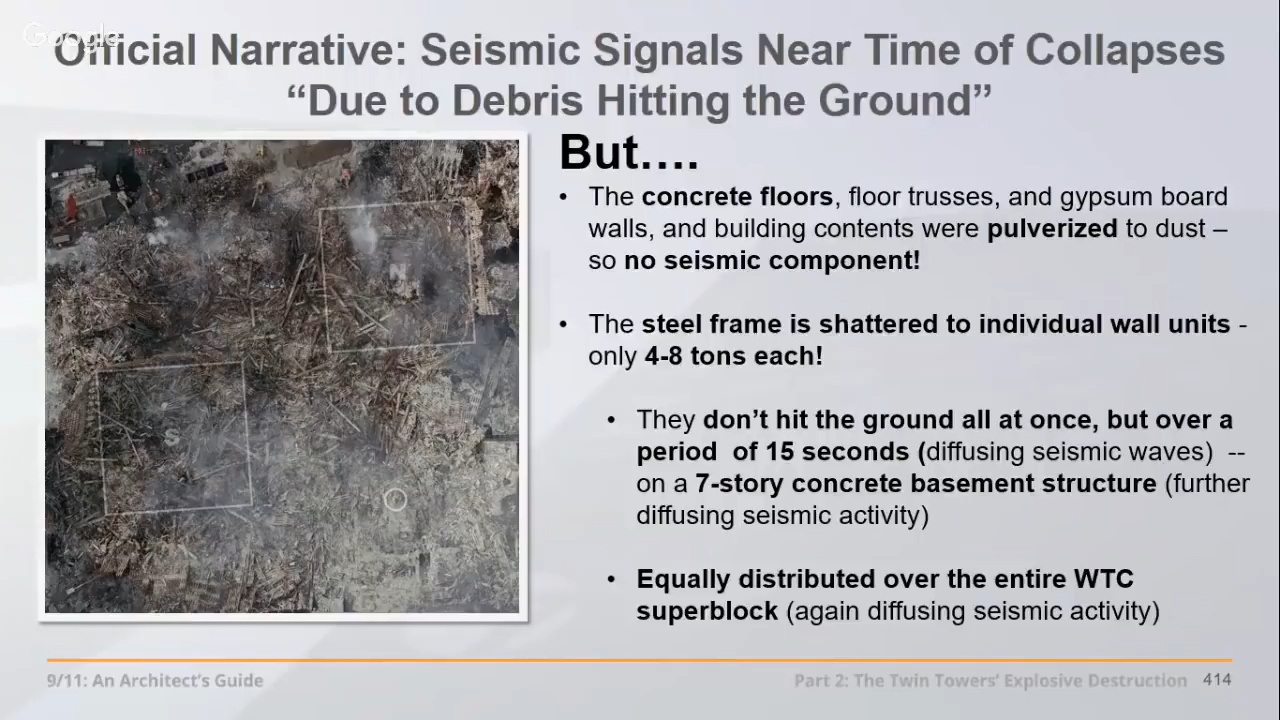 Google
Official Narrative: Seismic Signals Near Time of Collapses
“Due to Debris Hitting the Ground”
But….
• The concrete floors, floor trusses, and gypsum board
walls, and building contents were pulverized to dust –
so no seismic component!
• The steel frame is shattered to individual wall units -
only 4-8 tons each!
• They don’t hit the ground all at once, but over a
period of 15 seconds (diffusing seismic waves) --
on a 7-story concrete basement structure (further
diffusing seismic activity)
• Equally distributed over the entire WTC
superblock (again diffusing seismic activity)
N
S
9/11: An Architect’s Guide
Part 2: The Twin Towers’ Explosive Destruction 414